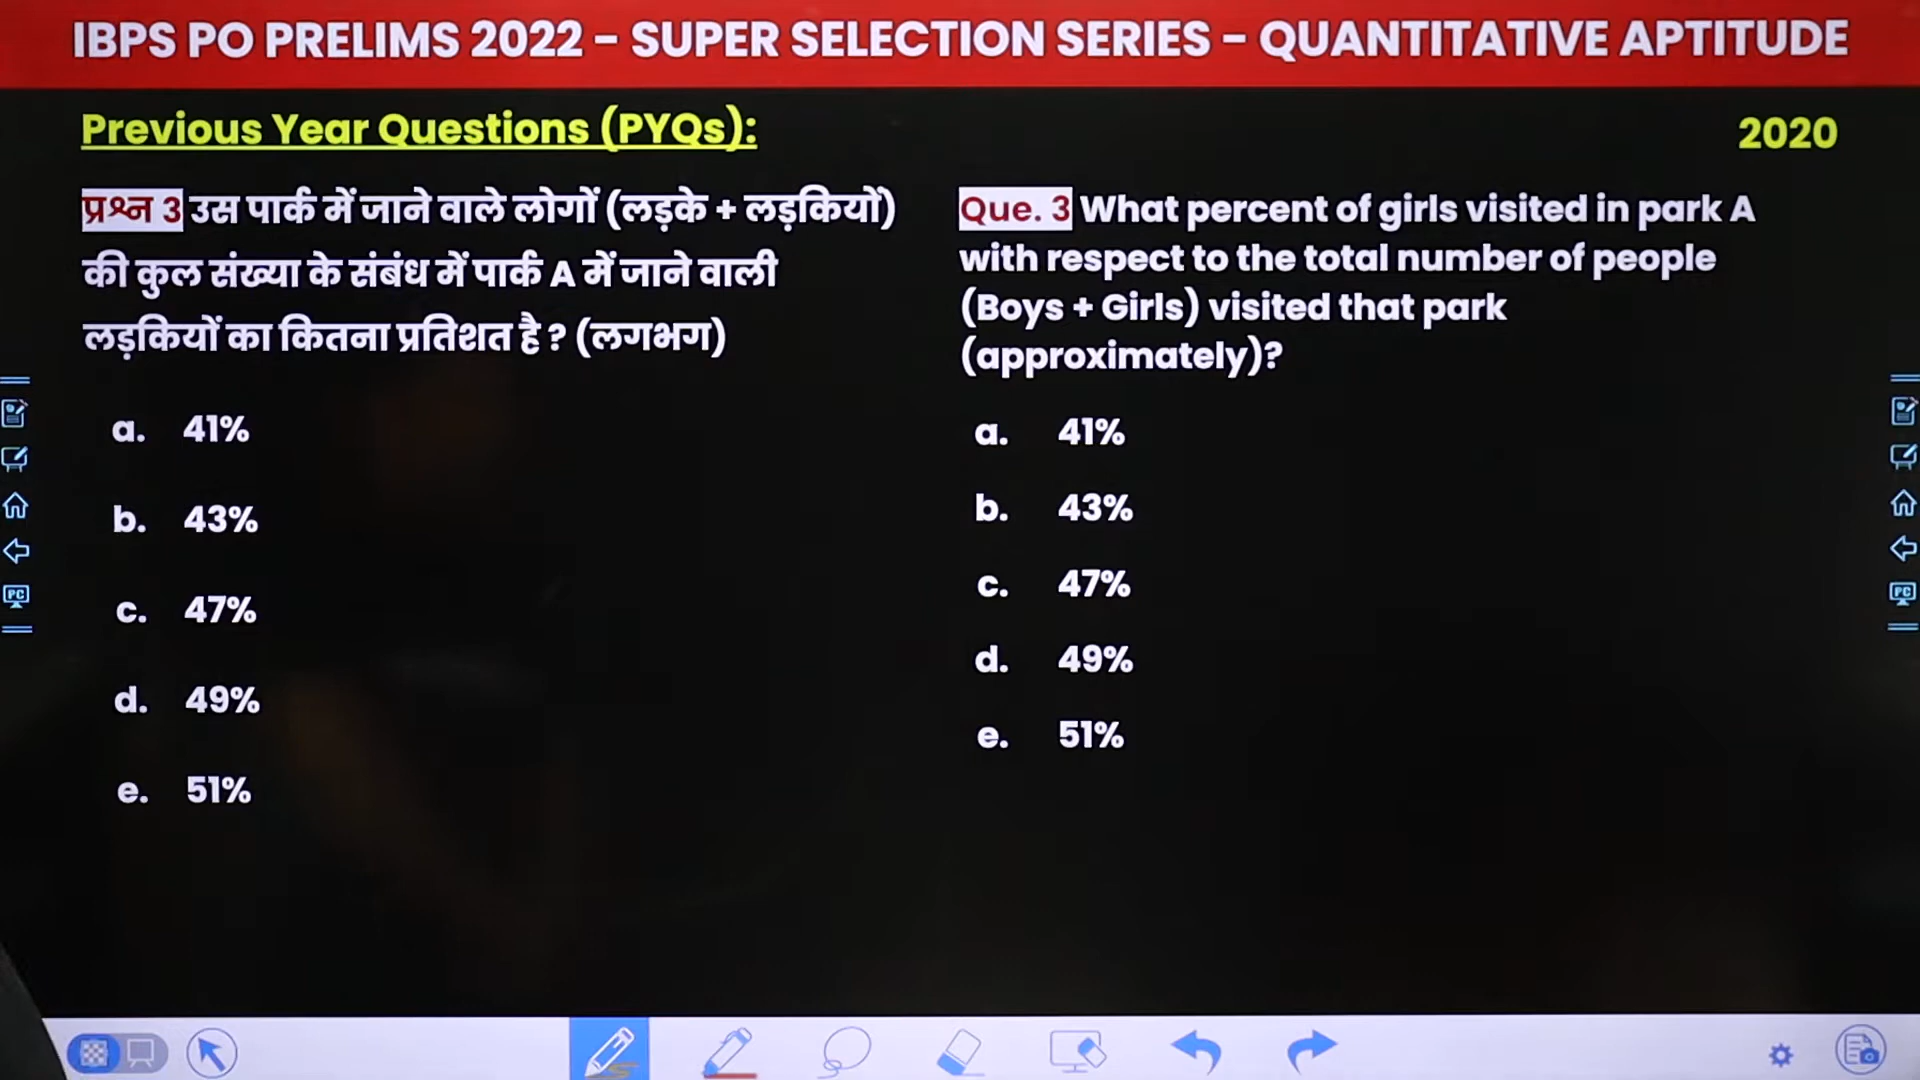 IBPS PO PRELIMS 2022 - SUPER SELECTION SERIES - QUANTITATIVE APTITUDE
Previous Year Questions (PYQs):
2020
प्रश्न 3 उस पार्क में जाने वाले लोगों (लड़के + लड़कियों)
की कुल संख्या के संबंध में पार्क A में जाने वाली
लड़कियों का कितना प्रतिशत है ? (लगभग)
a. 41%
b. 43%
c. 47%
d. 49%
e. 51%
Que. 3 What percent of girls visited in park A
with respect to the total number of people
(Boys + Girls) visited that park
(approximately)?
a. 41%
b. 43%
c. 47%
d. 49%
e. 51%
PC
PC